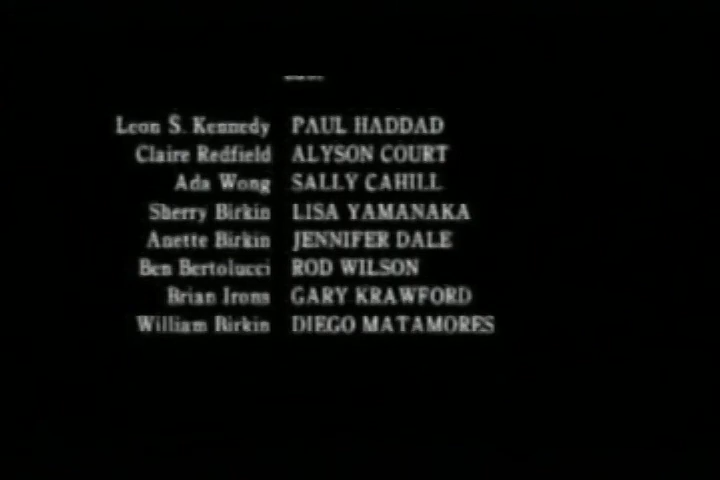 Leon S. Kennedy PAUL HADDAD
Claire Redfield ALYSON COURT
Ada Wong SALLY CAHILL
Sherry Birkin LISA YAMANAKA
Anette Birkin JENNIFER DALE
Ben Bertolucci ROD WILSON
Brian Irons GARY KRAWFORD
William Birkin DIEGO MATAMORES